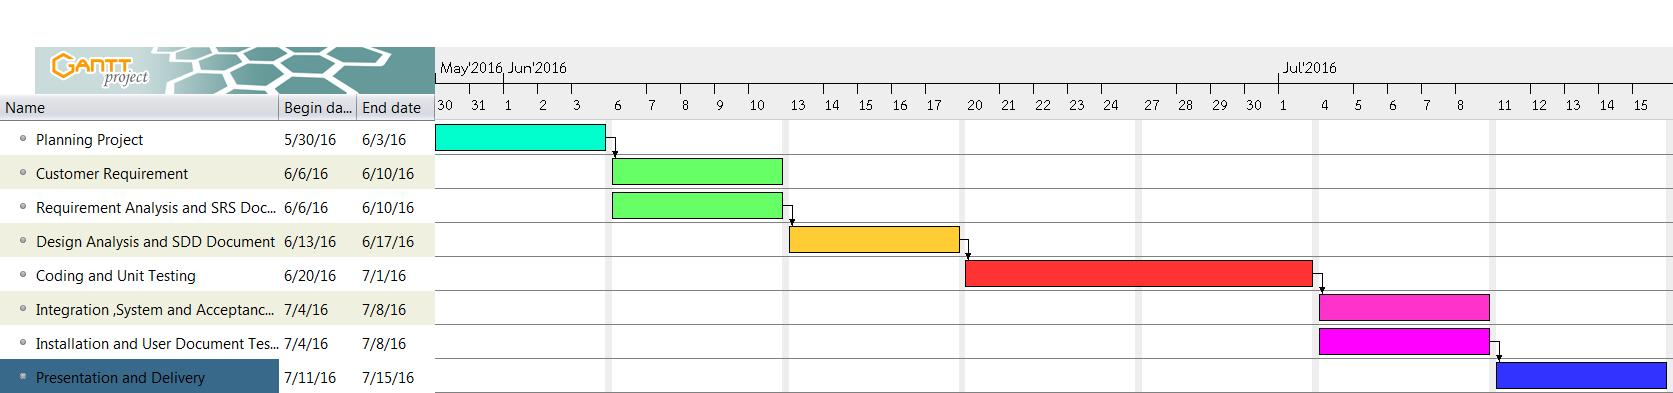 GANTT
project
May'2016 Jun'2016 Jul'2016
Name Begin da... End date 30 31 1 2 3 6 7 8 9 10 13 14 15 16 17 20 21 22 23 24 27 28 29 30 1 4 5 6 7 8 11 12 13 14 15
Planning Project 5/30/16 6/3/16
Customer Requirement 6/6/16 6/10/16
Requirement Analysis and SRS Doc... 6/6/16 6/10/16
Design Analysis and SDD Document 6/13/16 6/17/16
Coding and Unit Testing 6/20/16 7/1/16
Integration ,System and Acceptanc... 7/4/16 7/8/16
Installation and User Document Tes... 7/4/16 7/8/16
Presentation and Delivery 7/11/16 7/15/16